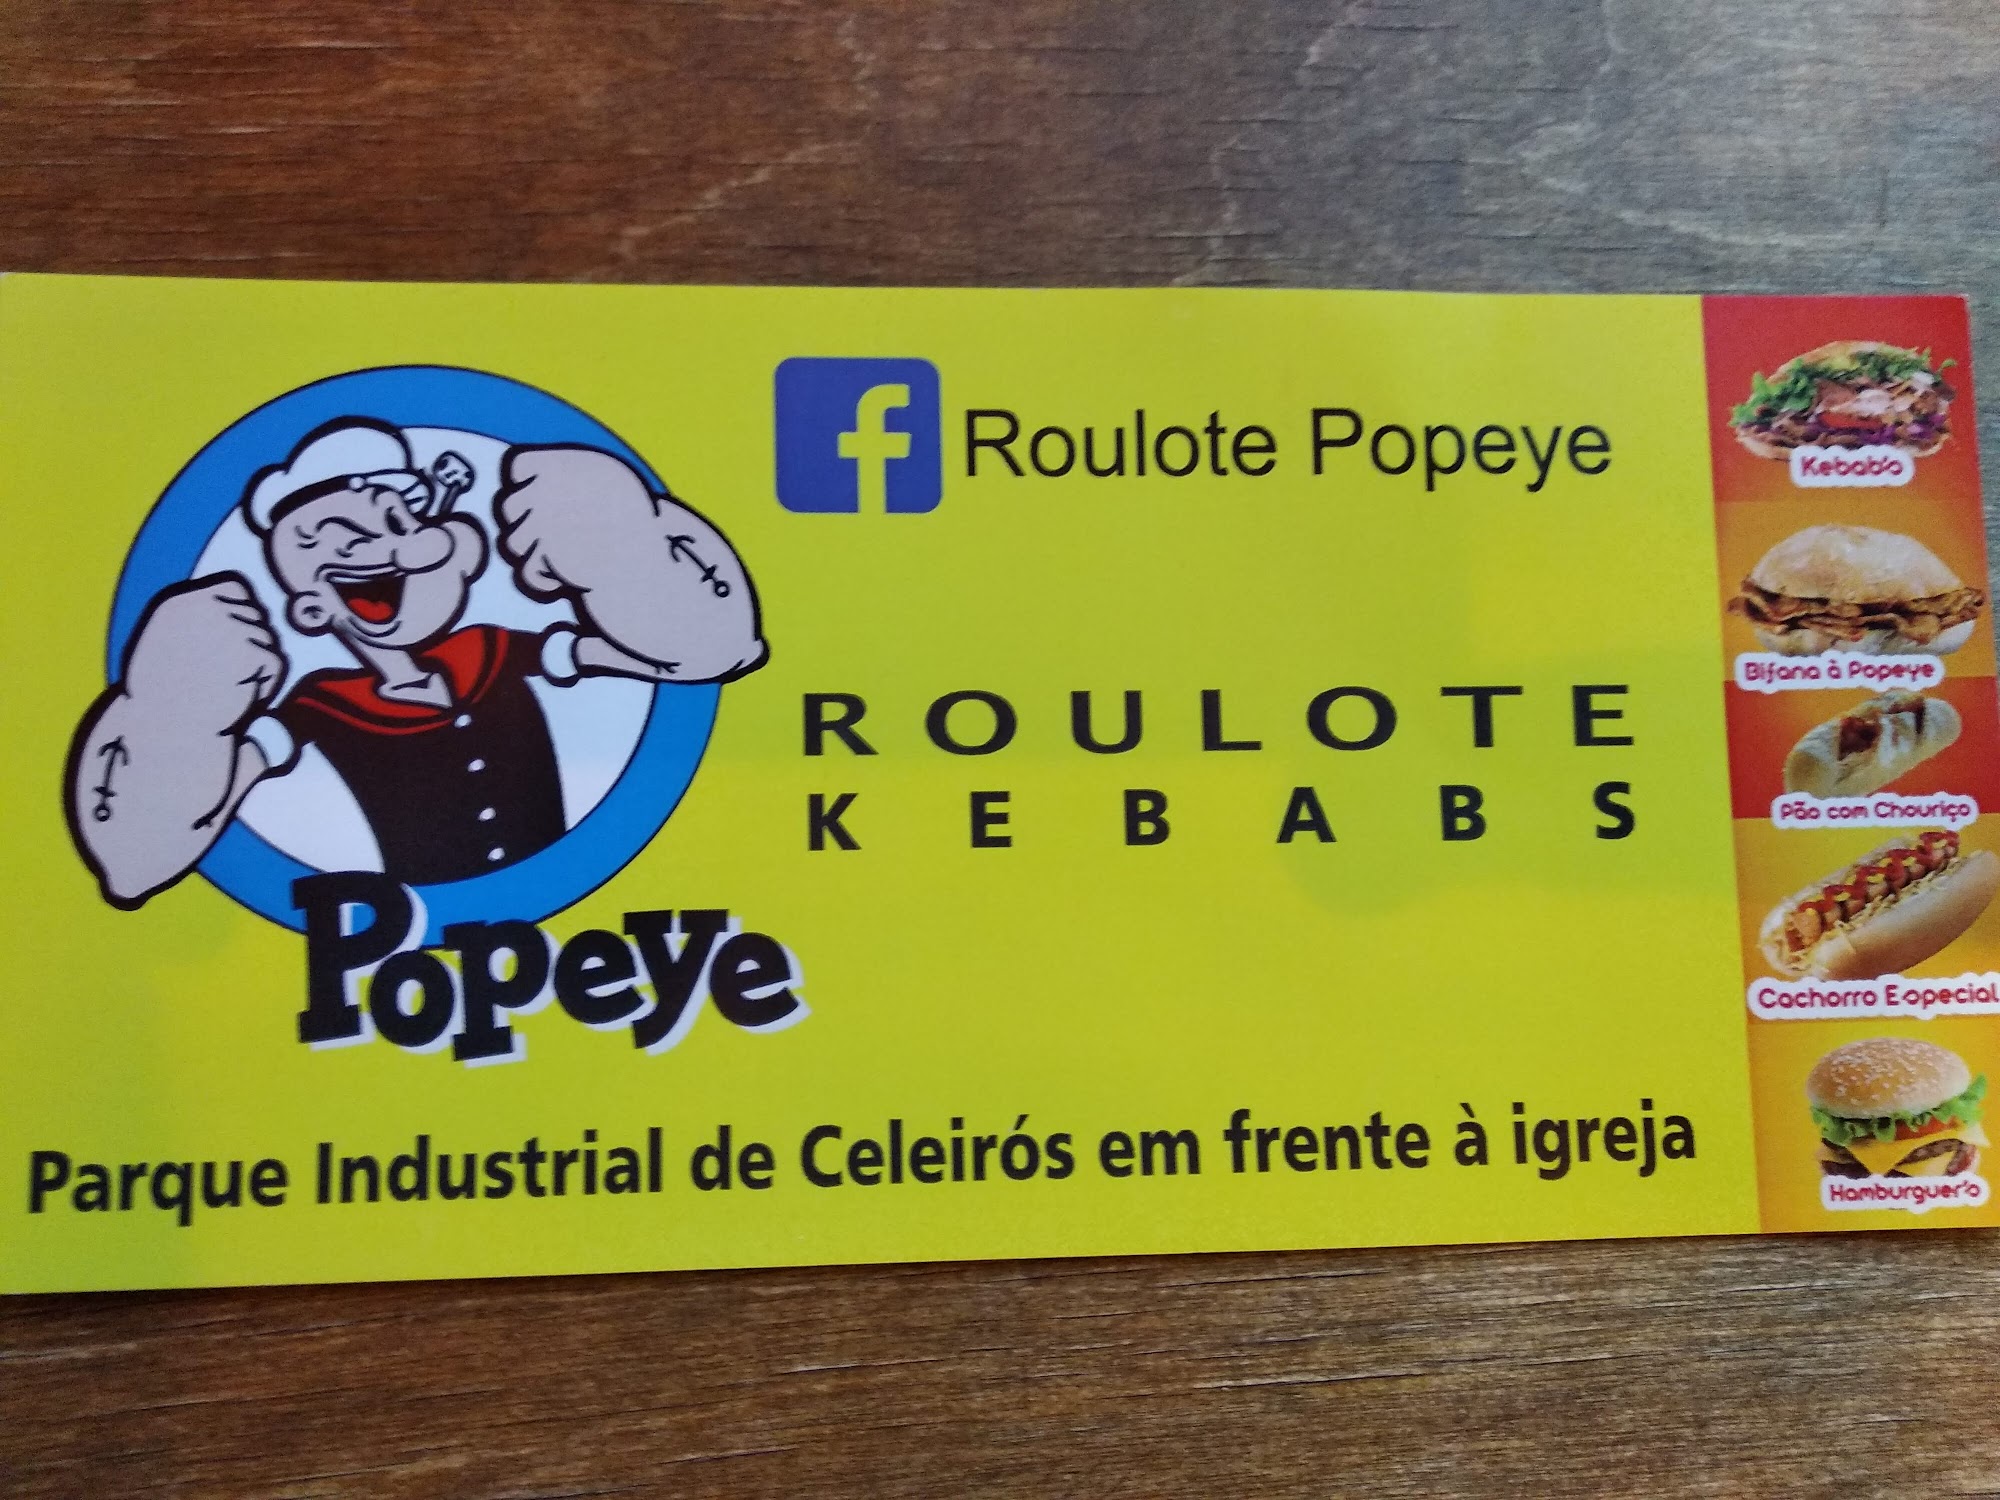 f Roulote Popeye
ROULOTE
KEBABS
Popeye
Parque Industrial de Celeirós em frente à igreja
Kebab's
Bifana à Popeye
Pão com Chouriço
Cachorro Especial
Hamburguer's